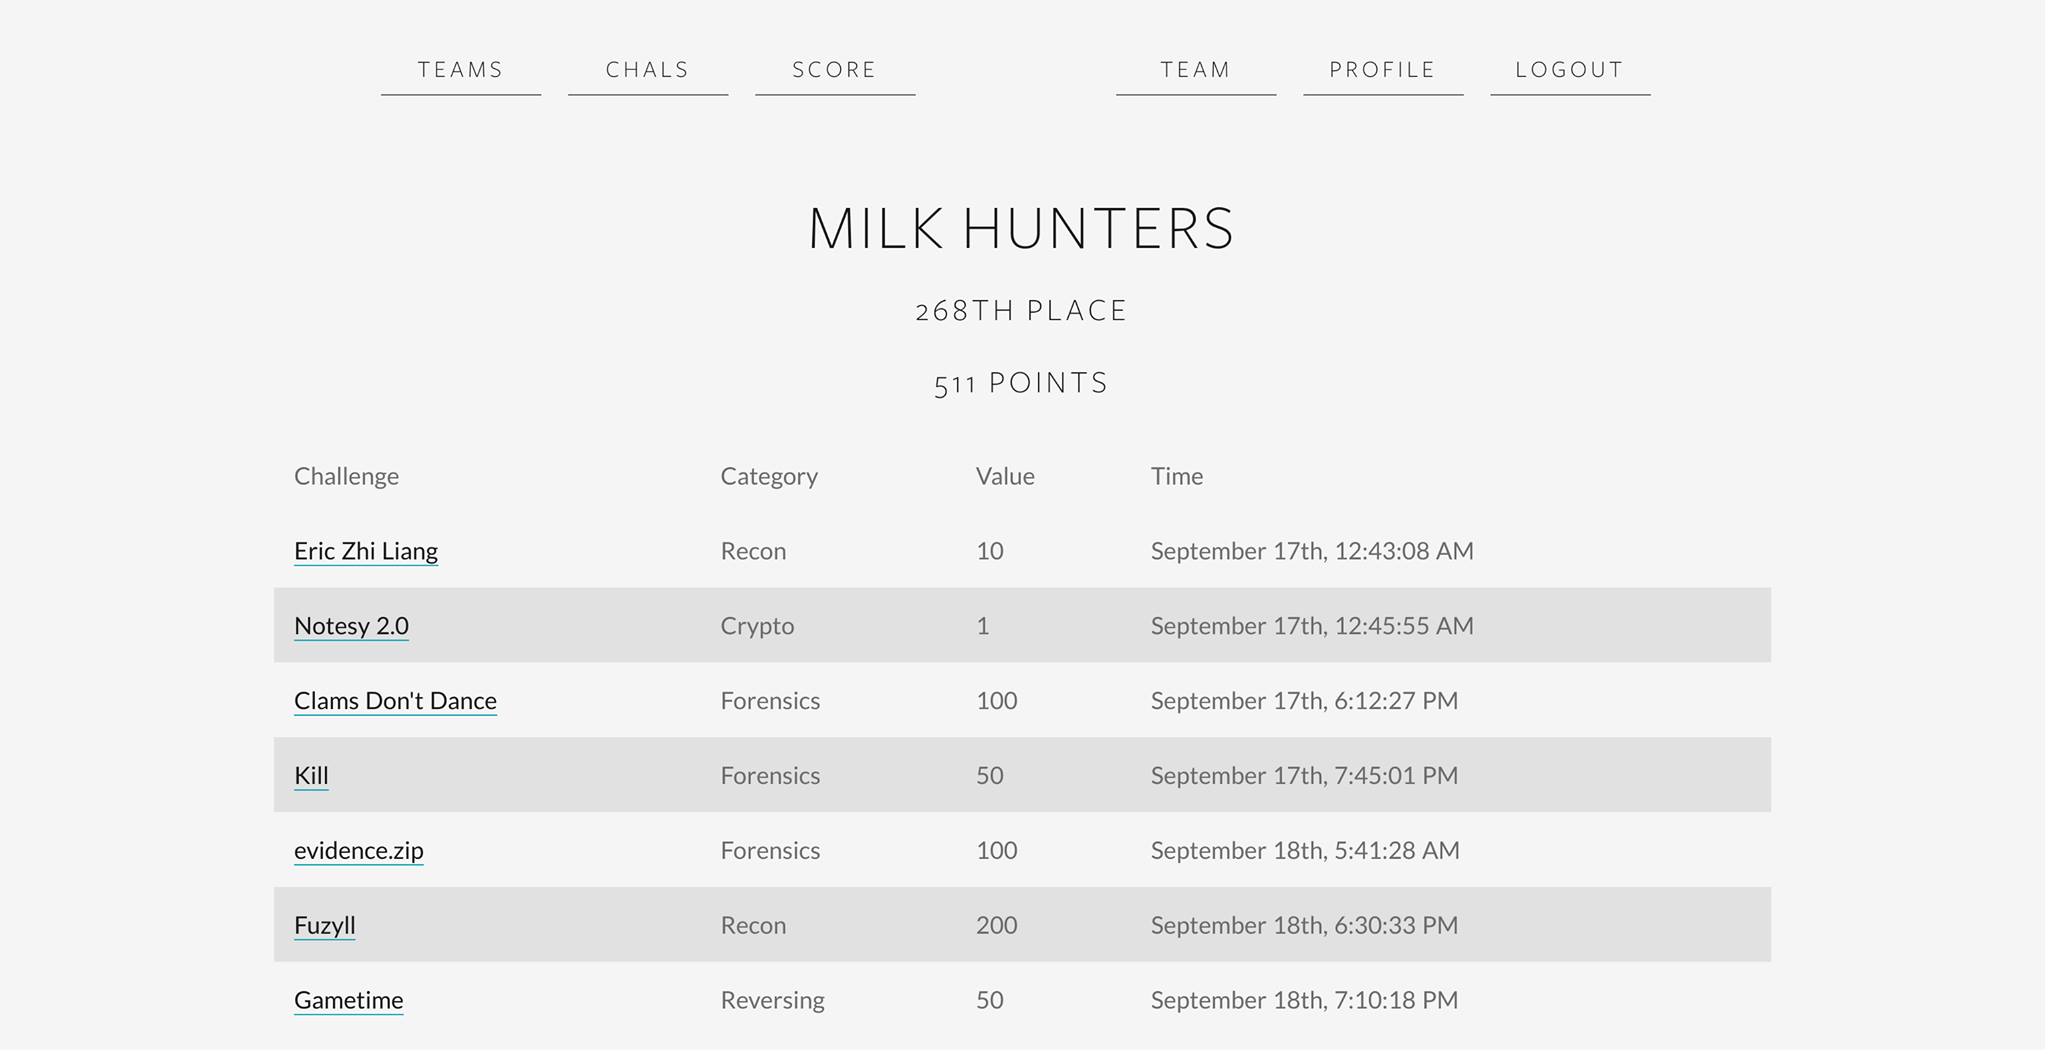 TEAMS CHALS SCORE TEAM PROFILE LOGOUT
MILK HUNTERS
268TH PLACE
511 POINTS
Challenge Category Value Time
Eric Zhi Liang Recon 10 September 17th, 12:43:08 AM
Notesy 2.0 Crypto 1 September 17th, 12:45:55 AM
Clams Don't Dance Forensics 100 September 17th, 6:12:27 PM
Kill Forensics 50 September 17th, 7:45:01 PM
evidence.zip Forensics 100 September 18th, 5:41:28 AM
Fuzyll Recon 200 September 18th, 6:30:33 PM
Gametime Reversing 50 September 18th, 7:10:18 PM